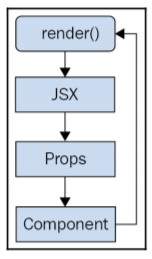 render()
JSX
Props
Component